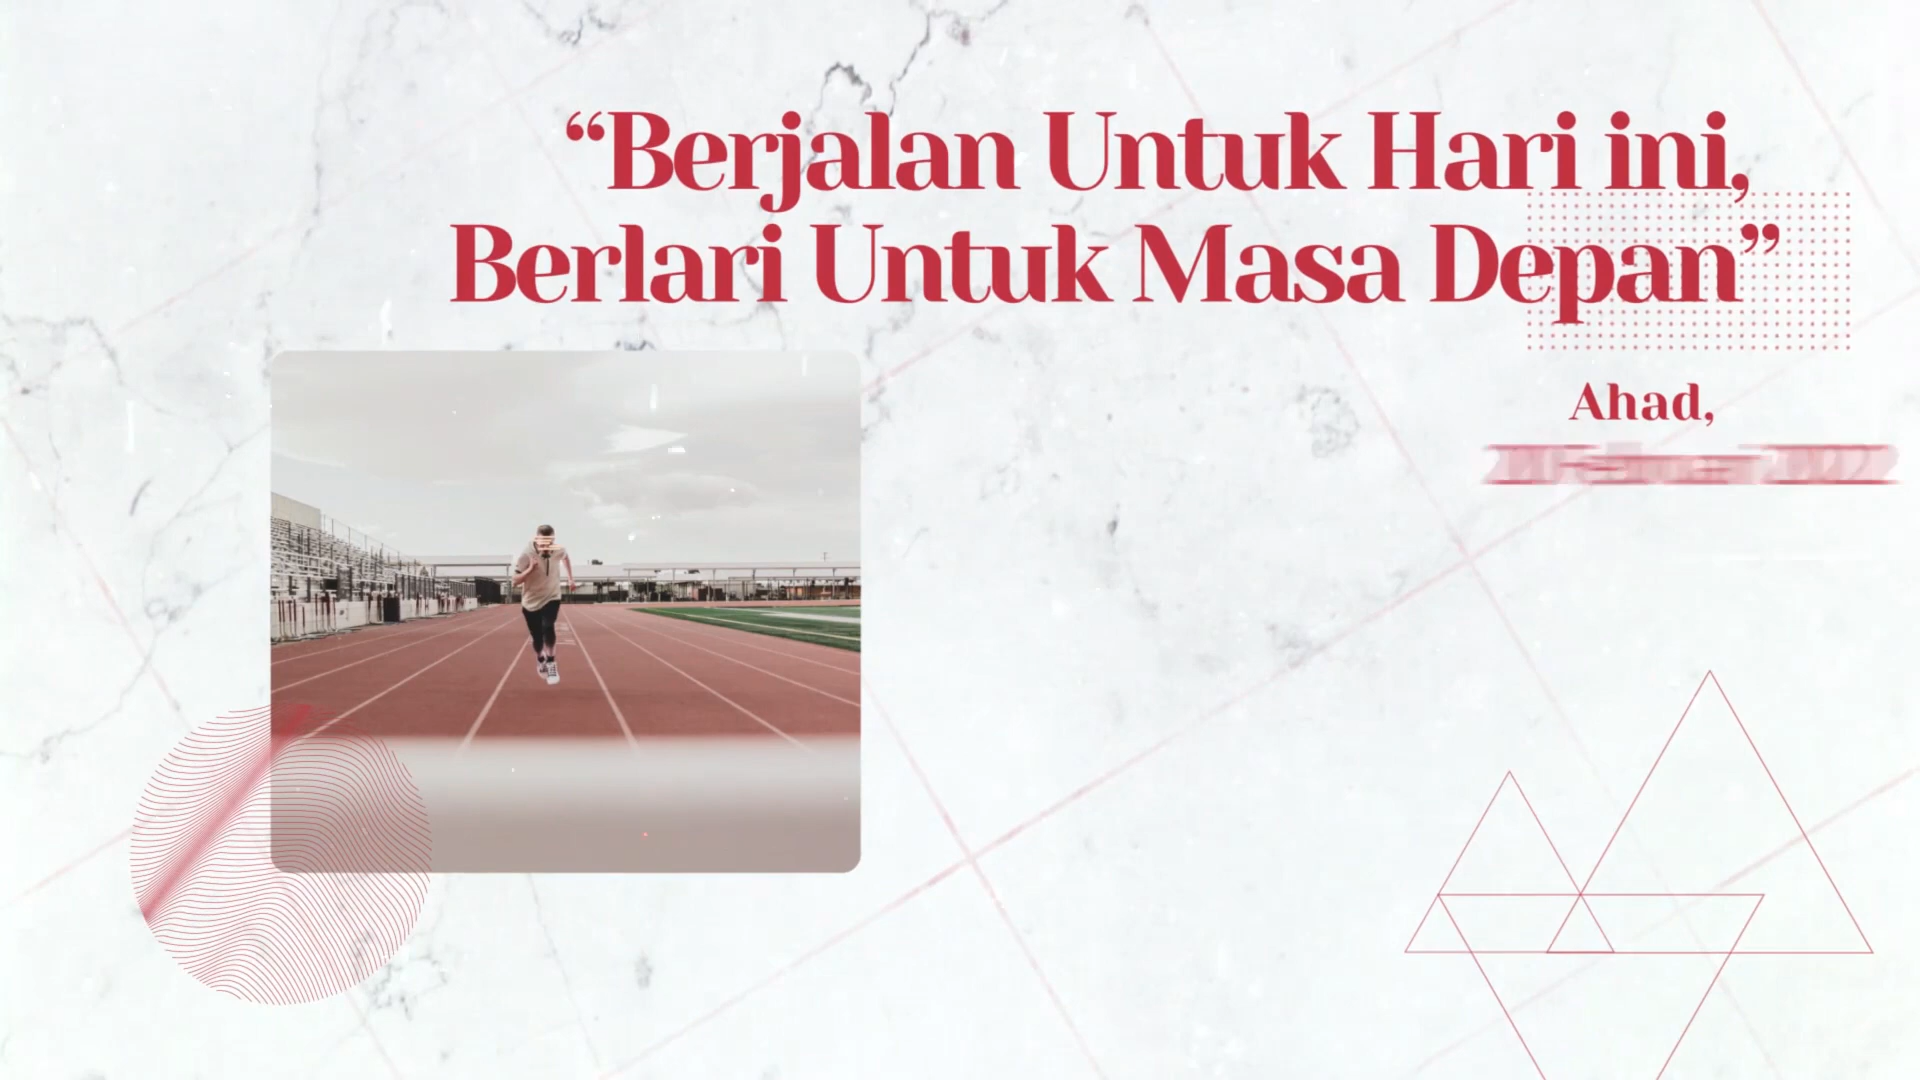 “Berjalan Untuk Hari ini,
Berlari Untuk Masa Depan”
Ahad,